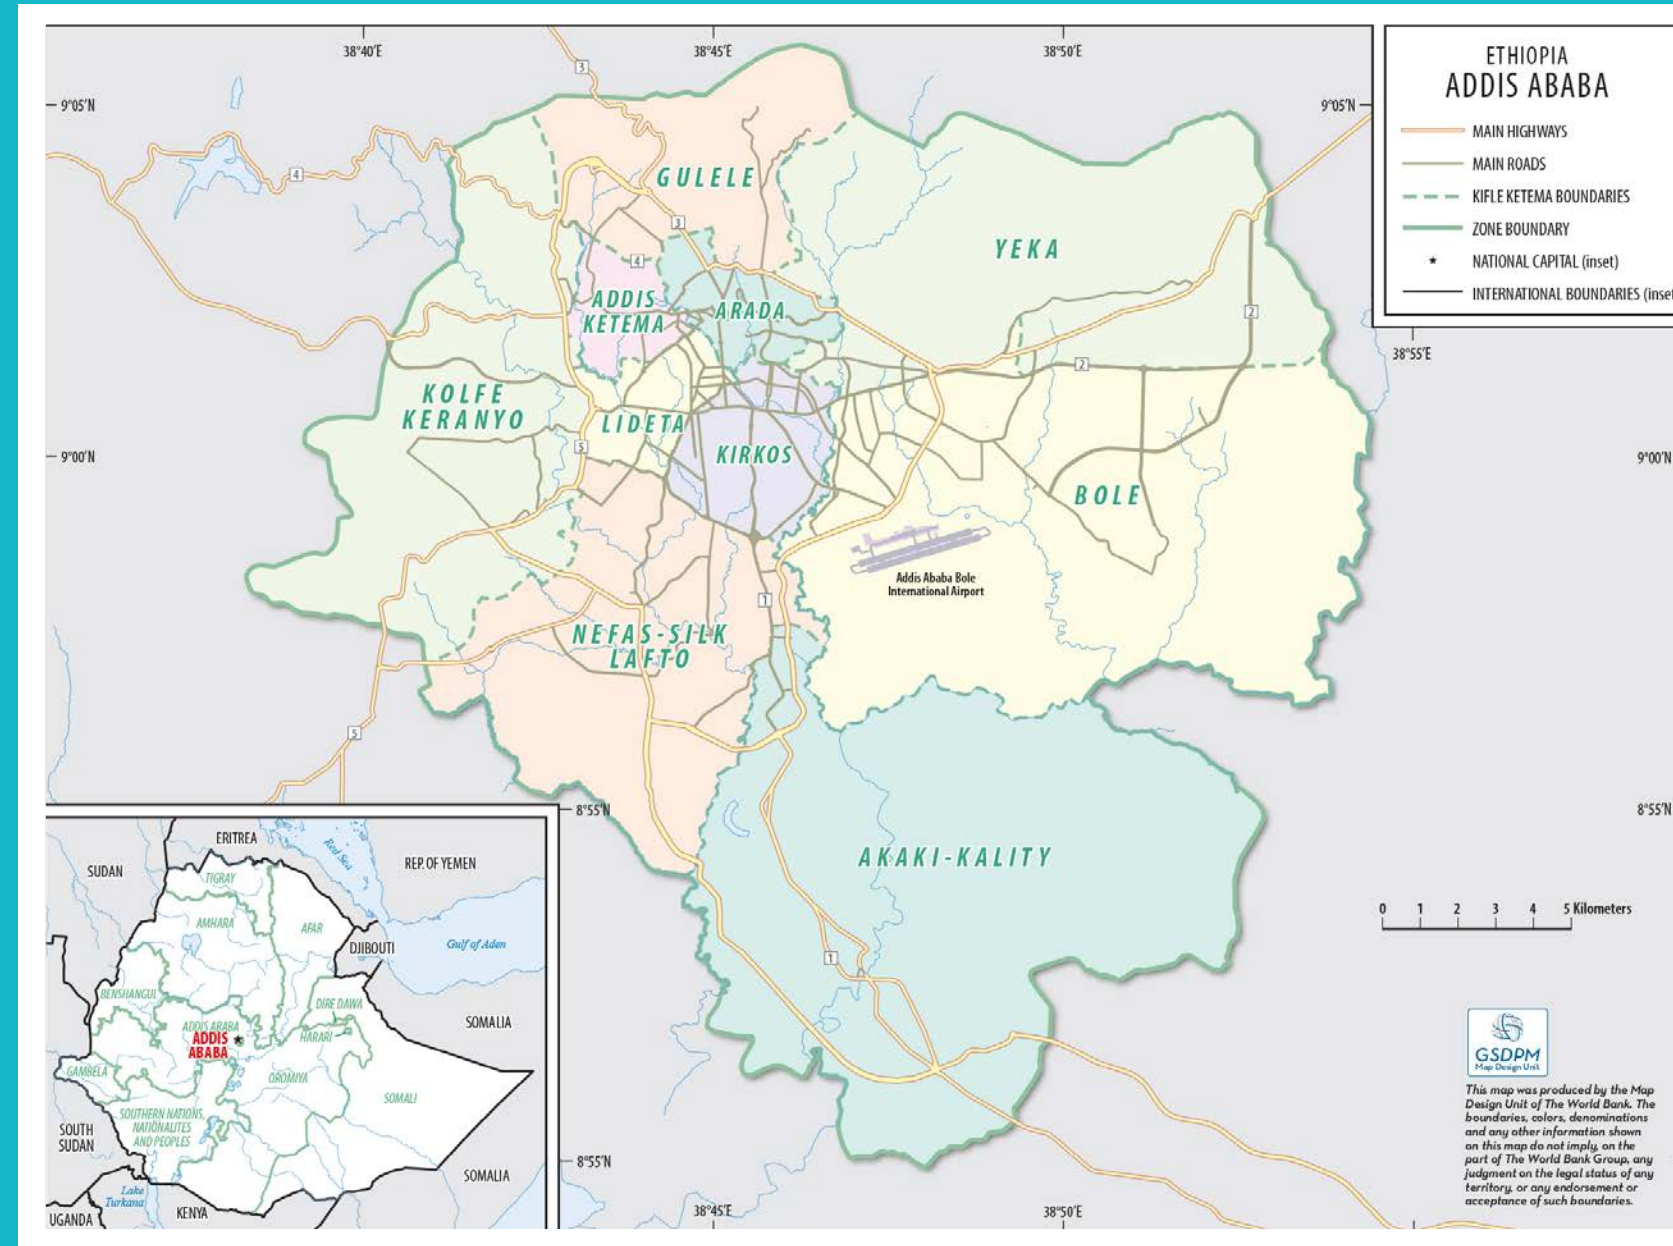 38°40'E
38°45'E
38°50'E
9°05'N
9°05'N
ETHIOPIA
ADDIS ABABA
MAIN HIGHWAYS
MAIN ROADS
KIFLE KETEMA BOUNDARIES
ZONE BOUNDARY
NATIONAL CAPITAL (inset)
INTERNATIONAL BOUNDARIES (inset
38°55'E
3
4
GULELE
3
YEKA
4
ADDIS
KETEMA
ARADA
2
2
KOLFE
KERANYO
LIDETA
5
KIRKOS
9°00'N
9°00'N
BOLE
Addis Ababa Bole
International Airport
1
NEFAS-SILK
LAFTO
5
8°55'N
8°55'N
AKAKI-KALITY
1
0 1 2 3 4 5 Kilometers
ERITREA
Red Sea
REP. OF YEMEN
SUDAN
TIGRAY
AMHARA
AFAR
DJIBOUTI
Gulf of Aden
BENSHANGUL
DIRE DAWA
ADDIS ABABA
ADDIS
ABABA
HARARI
SOMALIA
GAMBELA
OROMIYA
SOMALI
SOUTHERN NATIONS,
NATIONALITES
AND PEOPLES
SOUTH
SUDAN
SOMALIA
Lake
Turkana
KENYA
UGANDA
8°55'N
38°45'E
38°50'E
GSDPM
Map Design Unit
This map was produced by the Map
Design Unit of The World Bank. The
boundaries, colors, denominations
and any other information shown
on this map do not imply, on the
part of The World Bank Group, any
judgment on the legal status of any
territory, or any endorsement or
acceptance of such boundaries.